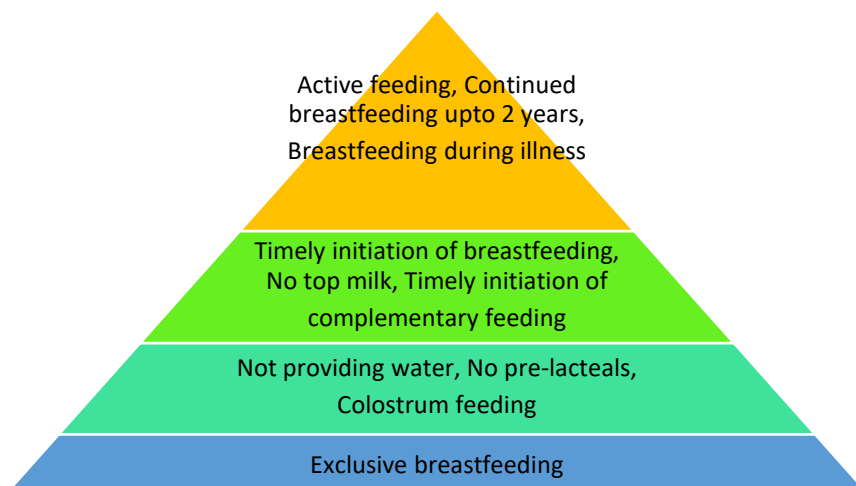 Active feeding, Continued
breastfeeding upto 2 years,
Breastfeeding during illness
Timely initiation of breastfeeding,
No top milk, Timely initiation of
complementary feeding
Not providing water, No pre-lacteals,
Colostrum feeding
Exclusive breastfeeding